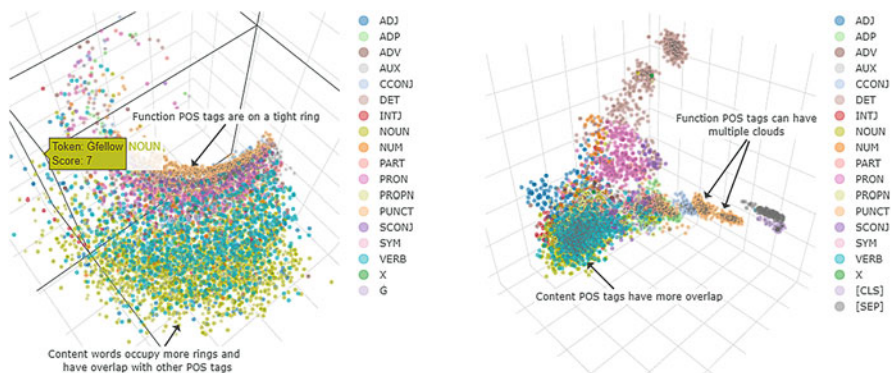 Function POS tags are on a tight ring
Token: Gfellow NOUN
Score: 7
Content words occupy more rings and
have overlap with other POS tags
ADJ
ADP
ADV
AUX
CCONJ
DET
INTJ
NOUN
NUM
PART
PRON
PROPN
PUNCT
SCONJ
SYM
VERB
X
G
Function POS tags can have
multiple clouds
Content POS tags have more overlap
ADJ
ADP
ADV
AUX
CCONJ
DET
INTJ
NOUN
NUM
PART
PRON
PROPN
PUNCT
SCONJ
SYM
VERB
X
[CLS]
[SEP]